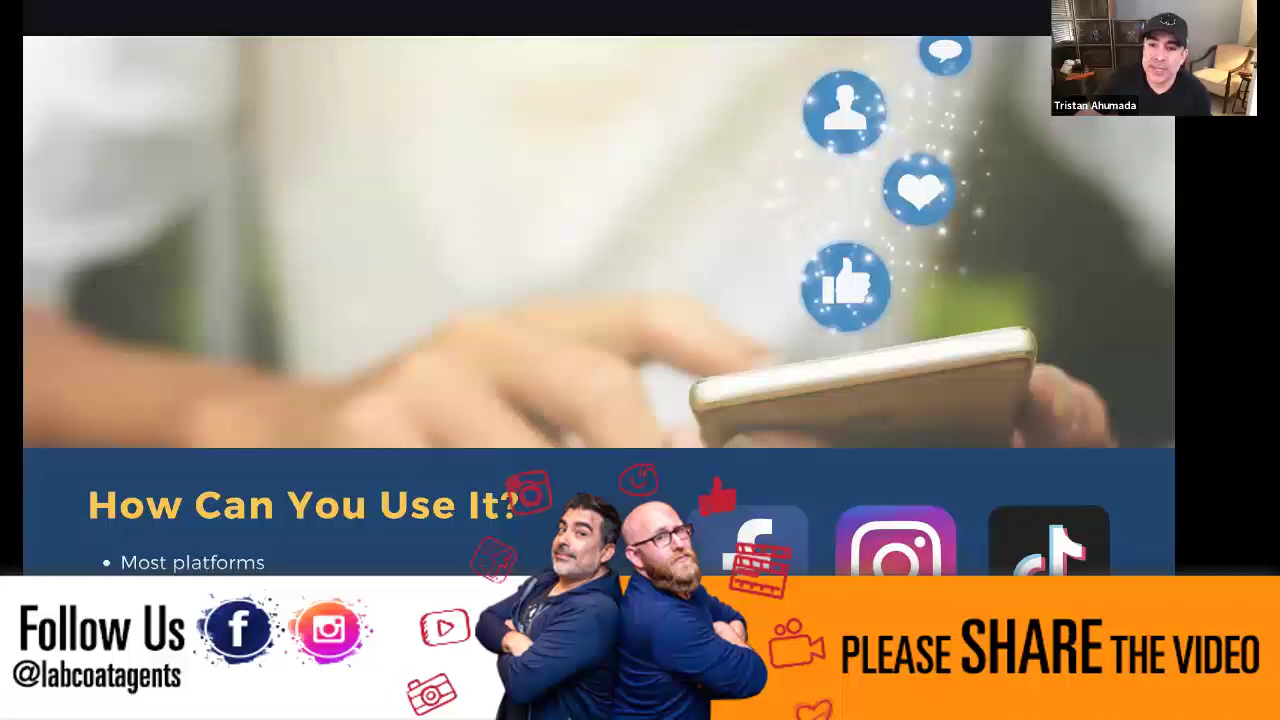 Tristan Ahumada
How Can You Use It?
• Most platforms
Follow Us
@labcoatagents
PLEASE SHARE THE VIDEO